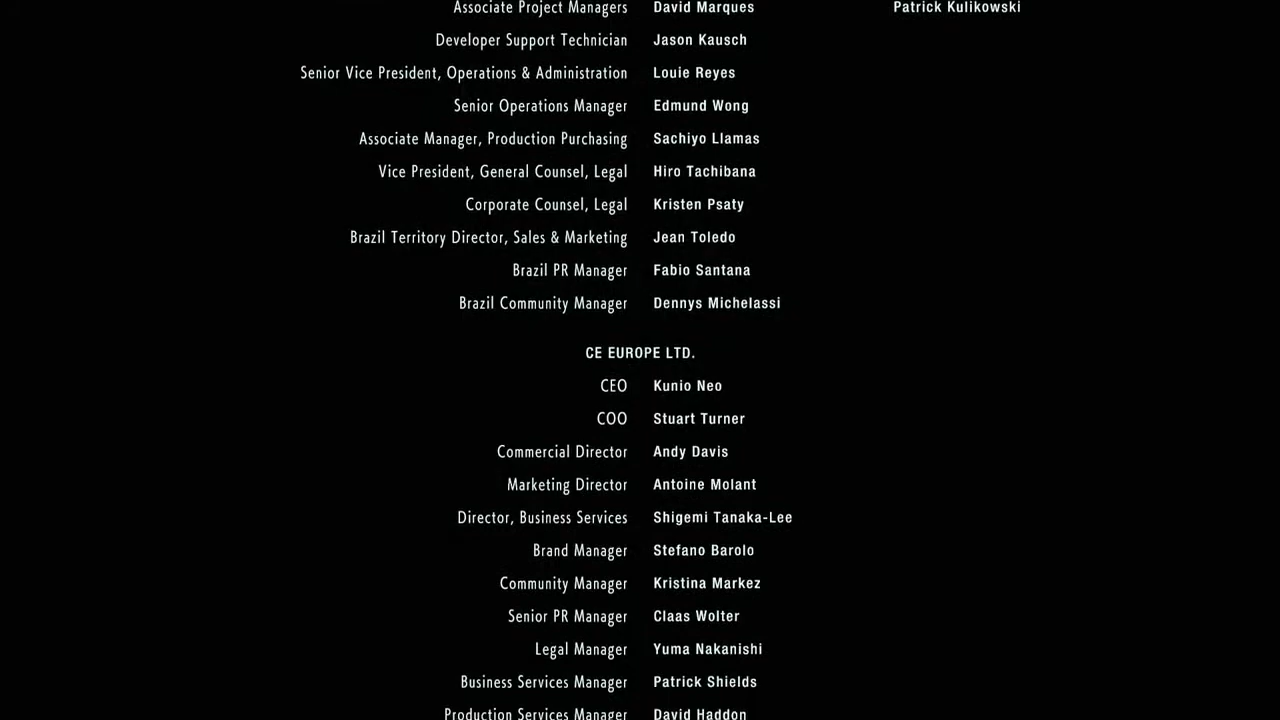 Associate Project Managers David Marques Patrick Kulikowski
Developer Support Technician Jason Kausch
Senior Vice President, Operations & Administration Louie Reyes
Senior Operations Manager Edmund Wong
Associate Manager, Production Purchasing Sachiyo Llamas
Vice President, General Counsel, Legal Hiro Tachibana
Corporate Counsel, Legal Kristen Psaty
Brazil Territory Director, Sales & Marketing Jean Toledo
Brazil PR Manager Fabio Santana
Brazil Community Manager Dennys Michelassi
CE EUROPE LTD.
CEO Kunio Neo
COO Stuart Turner
Commercial Director Andy Davis
Marketing Director Antoine Molant
Director, Business Services Shigemi Tanaka-Lee
Brand Manager Stefano Barolo
Community Manager Kristina Markez
Senior PR Manager Claas Wolter
Legal Manager Yuma Nakanishi
Business Services Manager Patrick Shields
Production Services Manager David Haddon